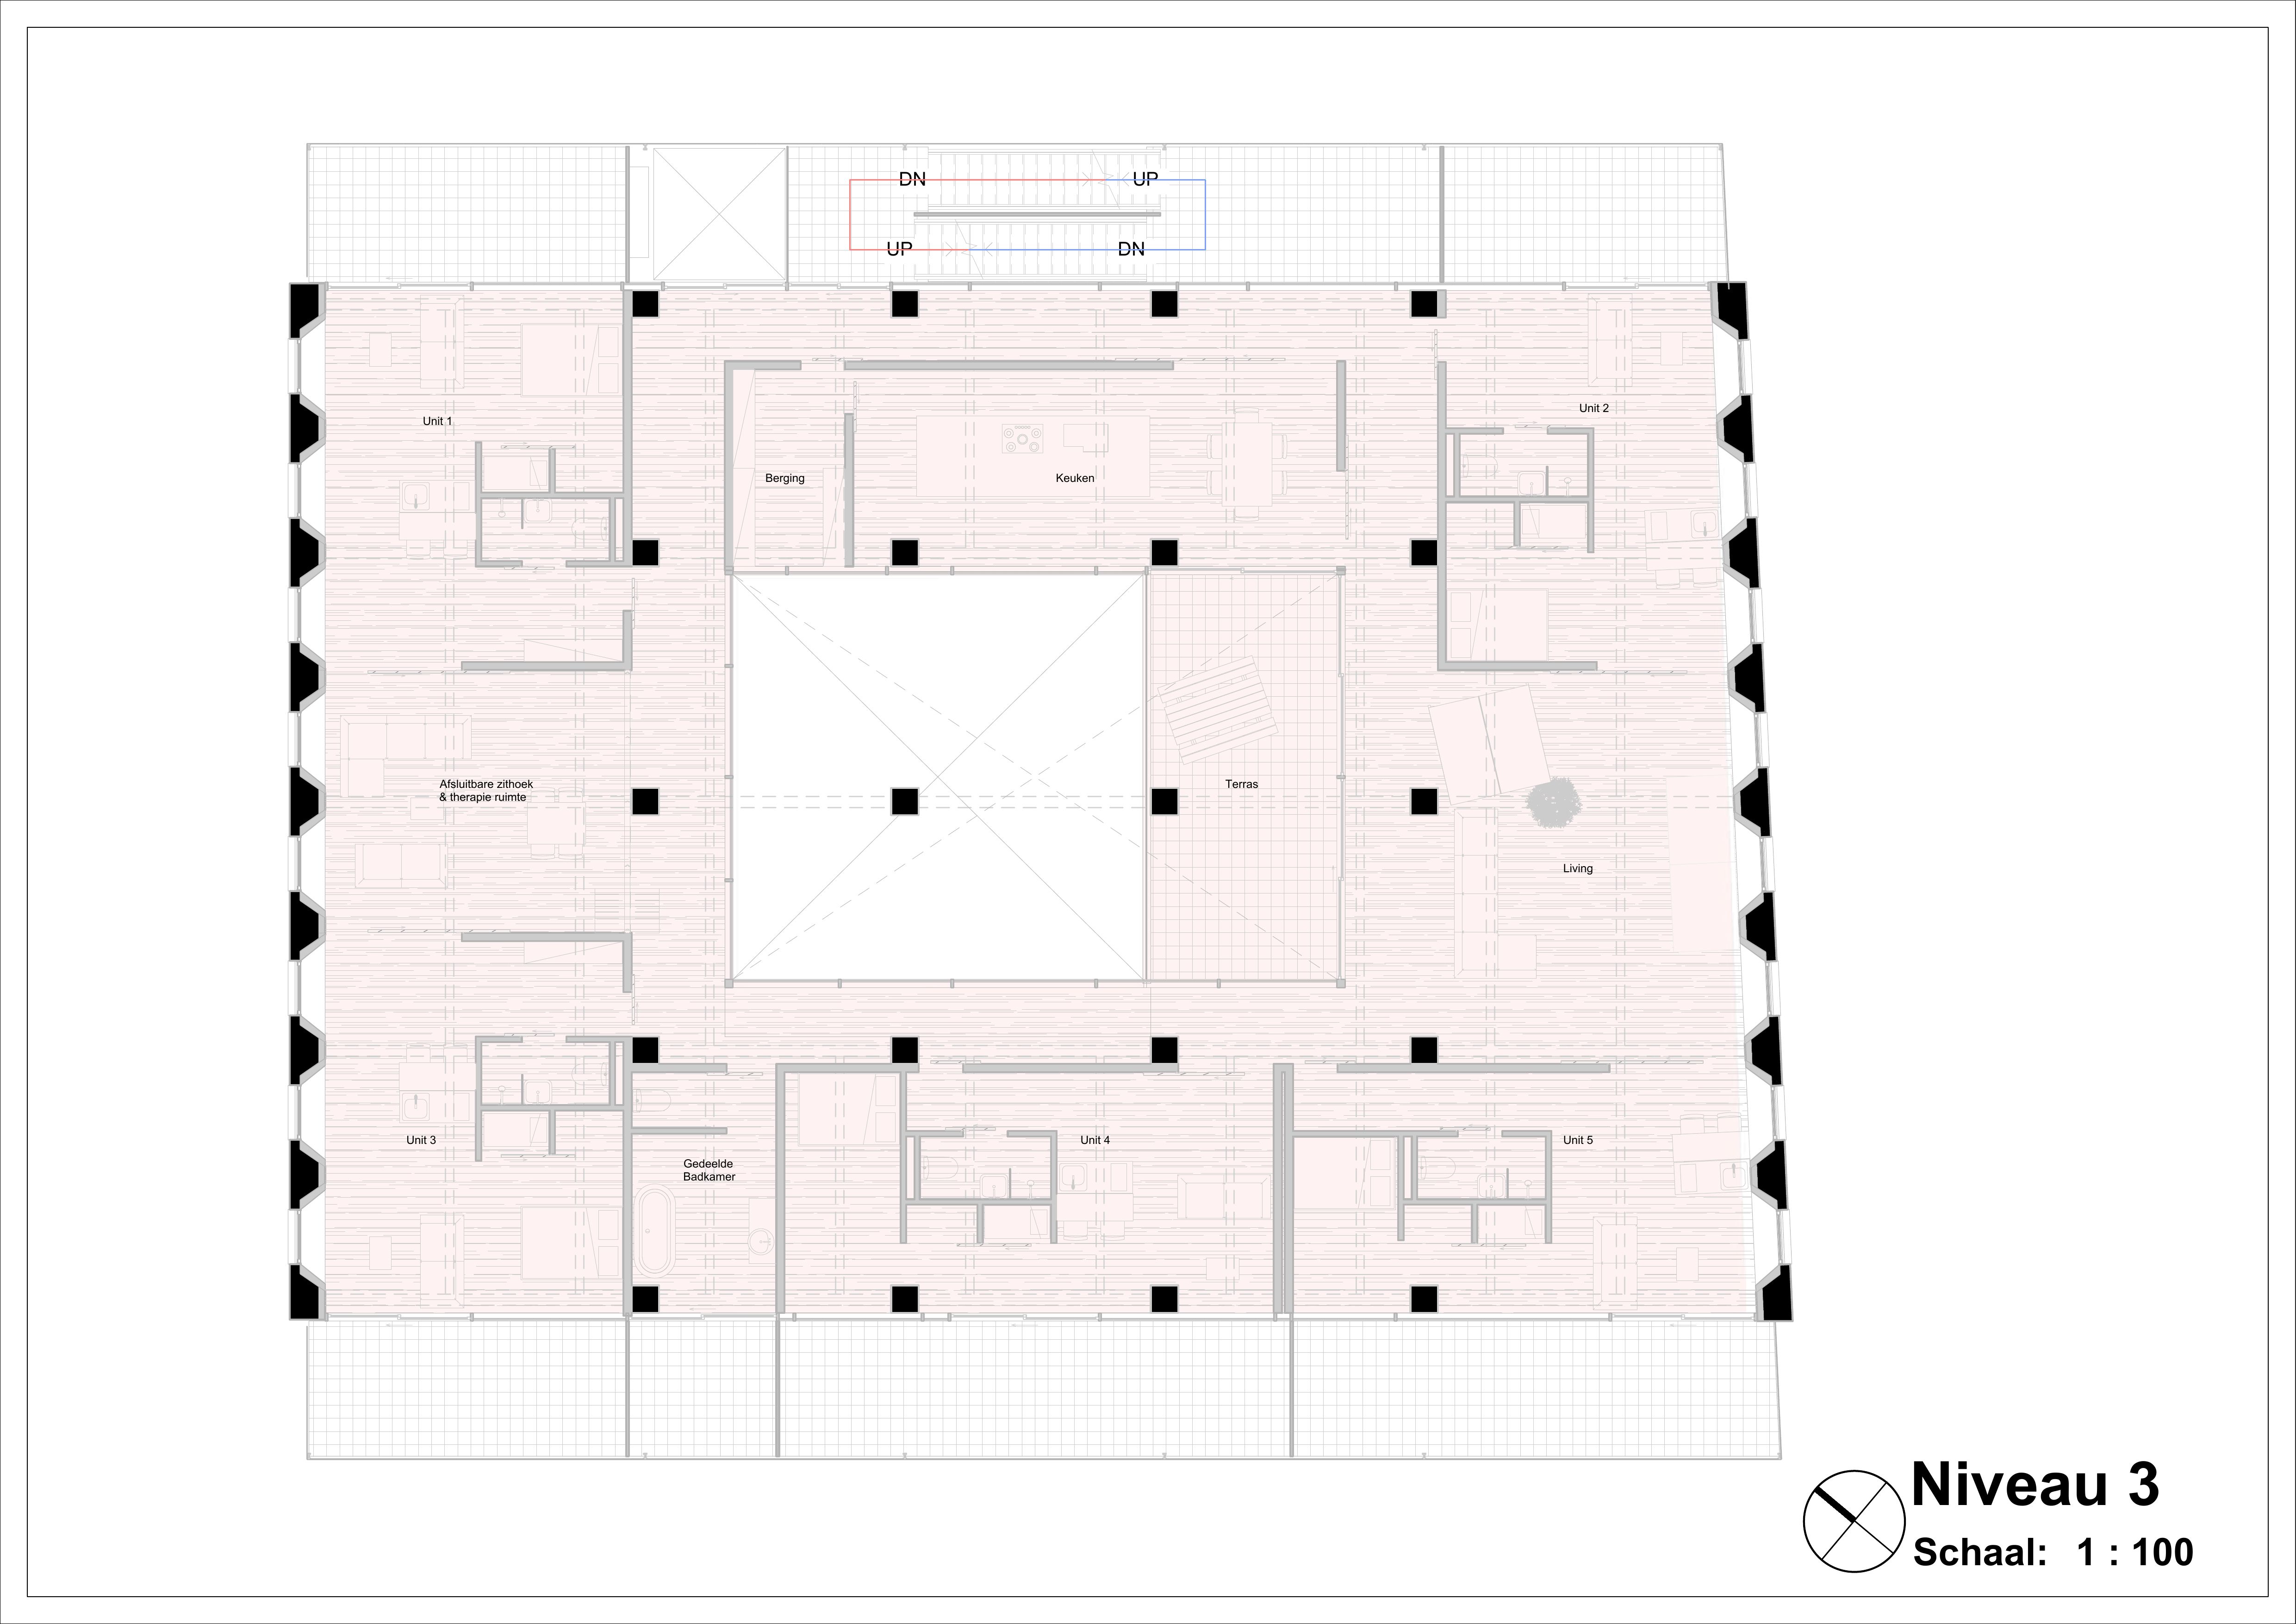 DN
UP
UP
DN
Unit 1
Unit 2
Berging
Keuken
Afsluitbare zithoek
& therapie ruimte
Terras
Living
Unit 3
Gedeelde
Badkamer
Unit 4
Unit 5
Niveau 3
Schaal: 1 : 100